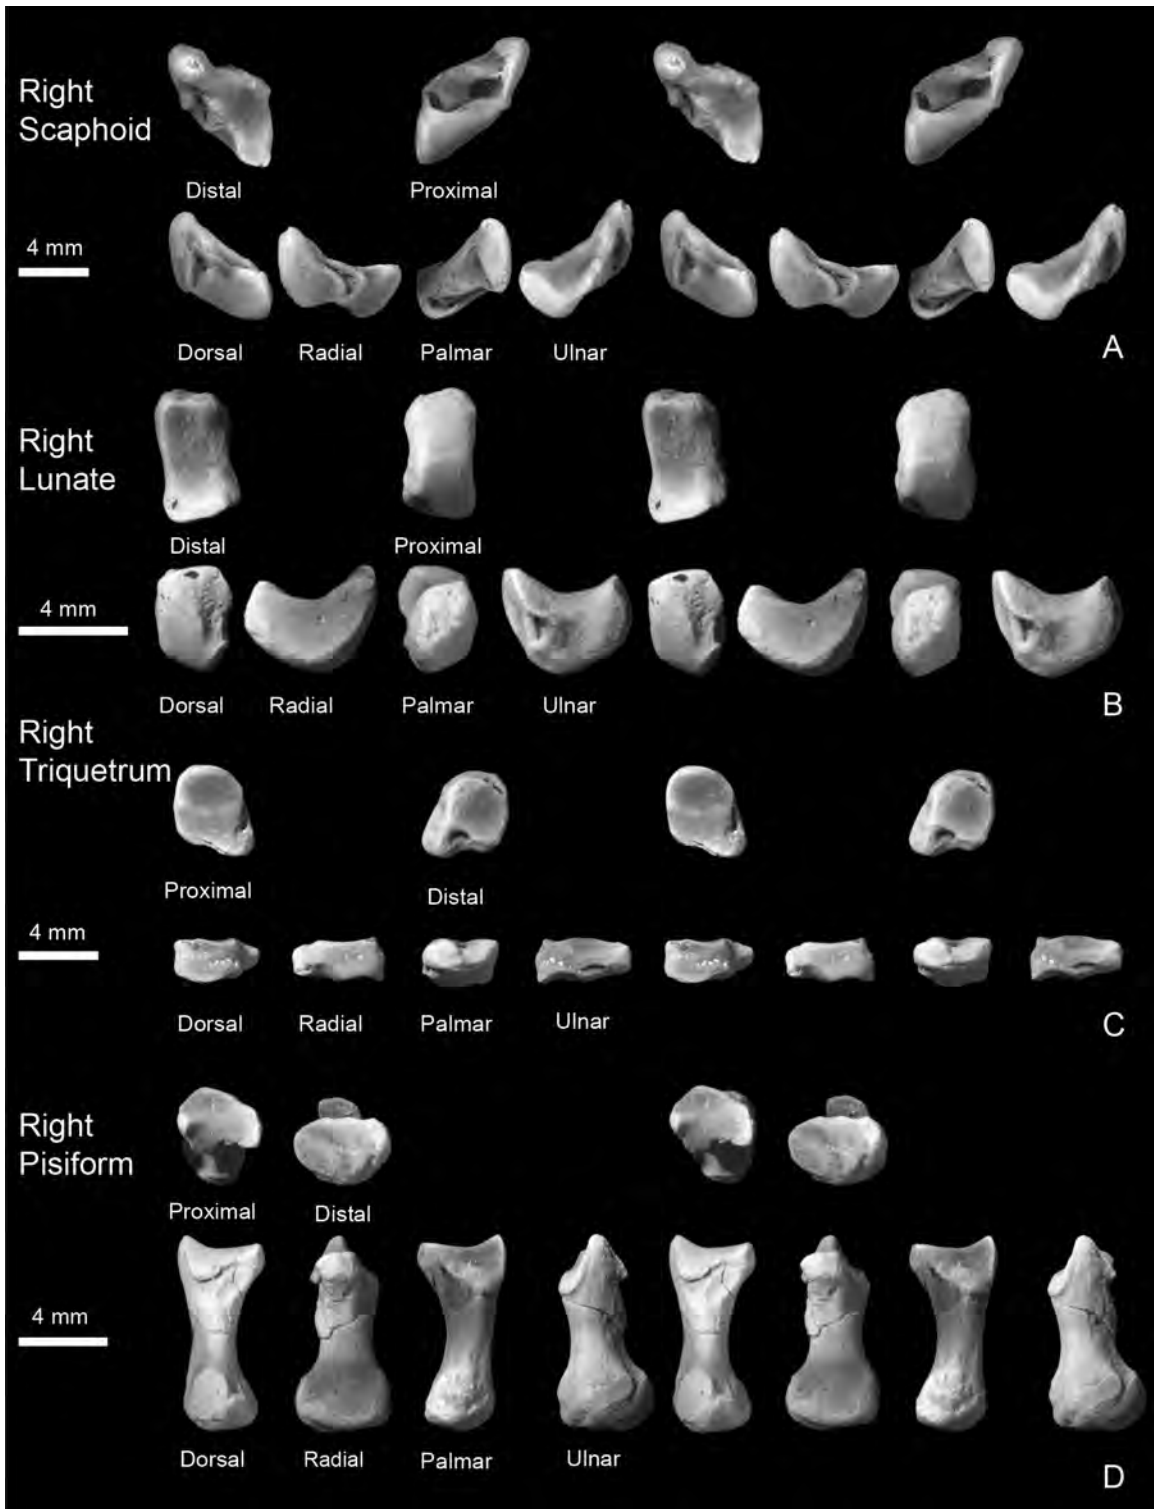 Right
Scaphoid
Distal
Proximal
4 mm
Dorsal
Radial
Palmar
Ulnar
A
Right
Lunate
Distal
Proximal
4 mm
Dorsal
Radial
Palmar
Ulnar
B
Right
Triquetrum
Proximal
Distal
4 mm
Dorsal
Radial
Palmar
Ulnar
C
Right
Pisiform
Proximal
Distal
4 mm
Dorsal
Radial
Palmar
Ulnar
D